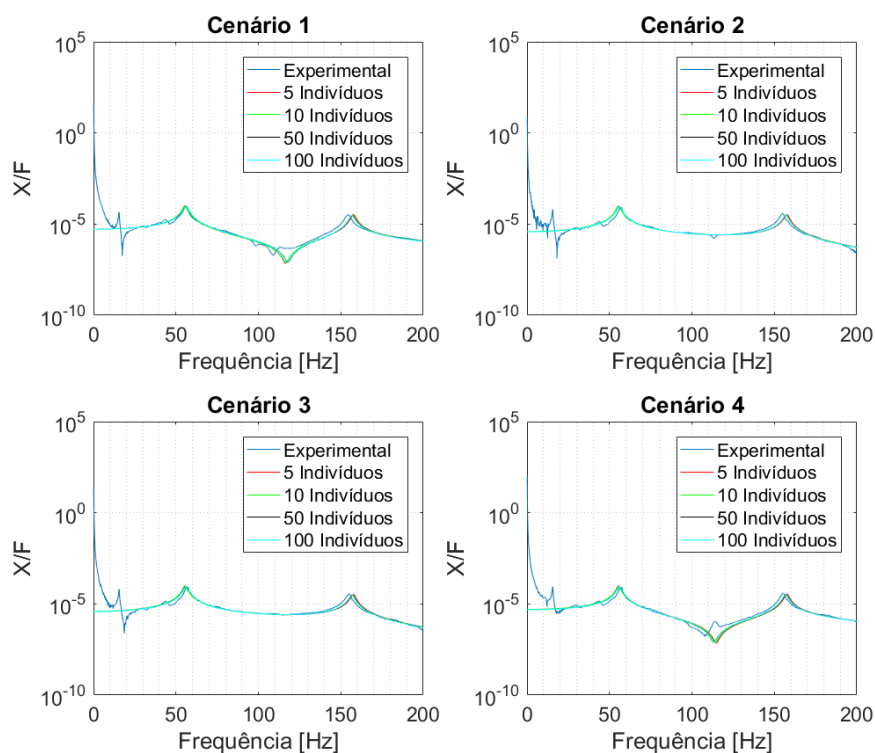 Cenário 1
10^5
10^0
10^-5
10^-10
X/F
Experimental
5 Indivíduos
10 Indivíduos
50 Indivíduos
100 Indivíduos
0 50 100 150 200
Frequência [Hz]
Cenário 2
10^5
10^0
10^-5
10^-10
X/F
Experimental
5 Indivíduos
10 Indivíduos
50 Indivíduos
100 Indivíduos
0 50 100 150 200
Frequência [Hz]
Cenário 3
10^5
10^0
10^-5
10^-10
X/F
Experimental
5 Indivíduos
10 Indivíduos
50 Indivíduos
100 Indivíduos
0 50 100 150 200
Frequência [Hz]
Cenário 4
10^5
10^0
10^-5
10^-10
X/F
Experimental
5 Indivíduos
10 Indivíduos
50 Indivíduos
100 Indivíduos
0 50 100 150 200
Frequência [Hz]